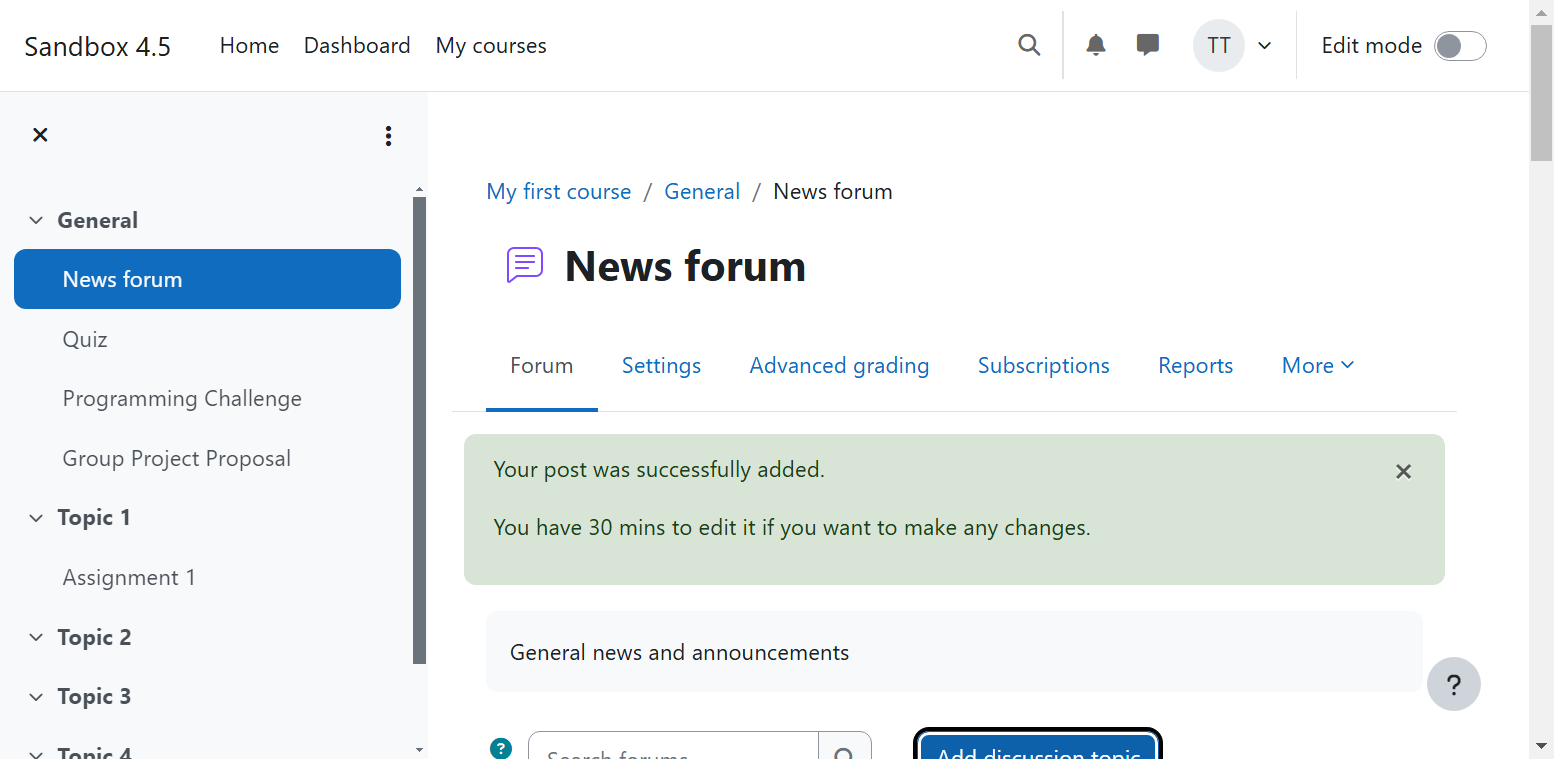 Sandbox 4.5 Home Dashboard My courses TT Edit mode
General
News forum
Quiz
Programming Challenge
Group Project Proposal
Topic 1
Assignment 1
Topic 2
Topic 3
Topic 4
My first course / General / News forum
News forum
Forum Settings Advanced grading Subscriptions Reports More
Your post was successfully added.
You have 30 mins to edit it if you want to make any changes.
General news and announcements
?
? Search forums Add discussion topic